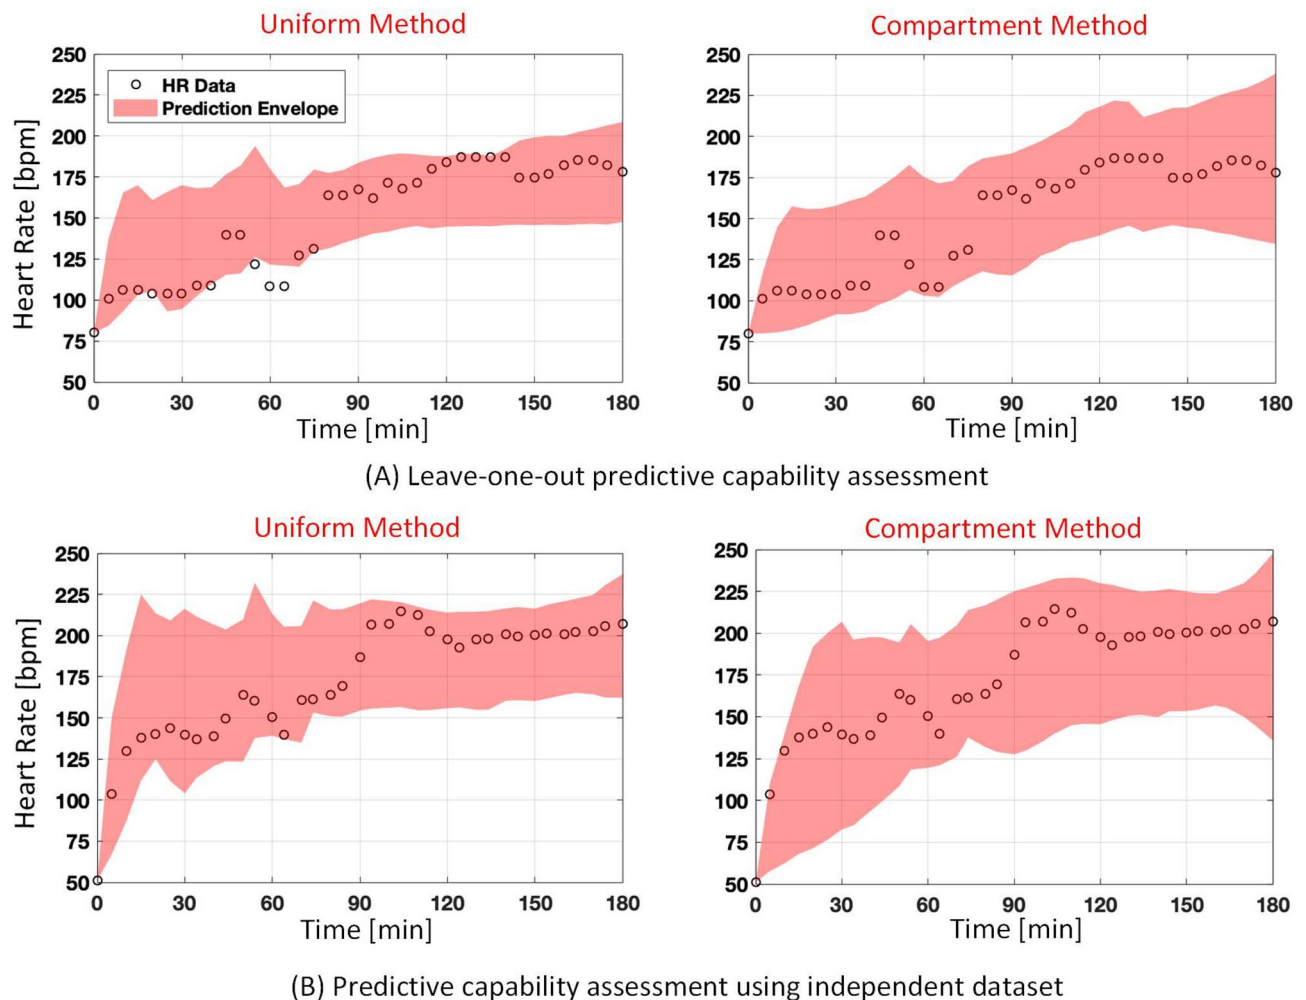 Uniform Method
Compartment Method
Heart Rate [bpm]
250
225
200
175
150
125
100
75
50
HR Data
Prediction Envelope
0 30 60 90 120 150 180
Time [min]
250
225
200
175
150
125
100
75
50
0 30 60 90 120 150 180
Time [min]
(A) Leave-one-out predictive capability assessment
Uniform Method
Compartment Method
Heart Rate [bpm]
250
225
200
175
150
125
100
75
50
0 30 60 90 120 150 180
Time [min]
250
225
200
175
150
125
100
75
50
0 30 60 90 120 150 180
Time [min]
(B) Predictive capability assessment using independent dataset